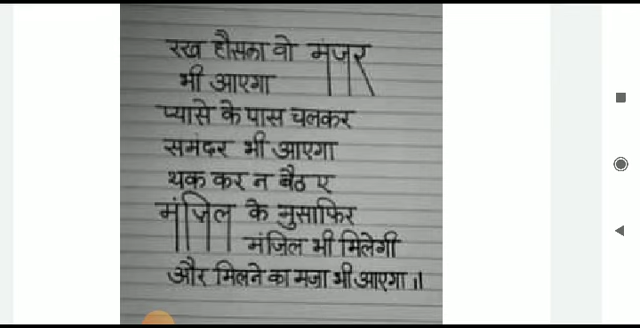 रख हौसला वो मंजर
भी आएगा
प्यासे के पास चलकर
समंदर भी आएगा
थक कर न बैठ ए
मंज़िल के मुसाफिर
मंजिल भी मिलेगी
और मिलने का मजा भी आएगा॥